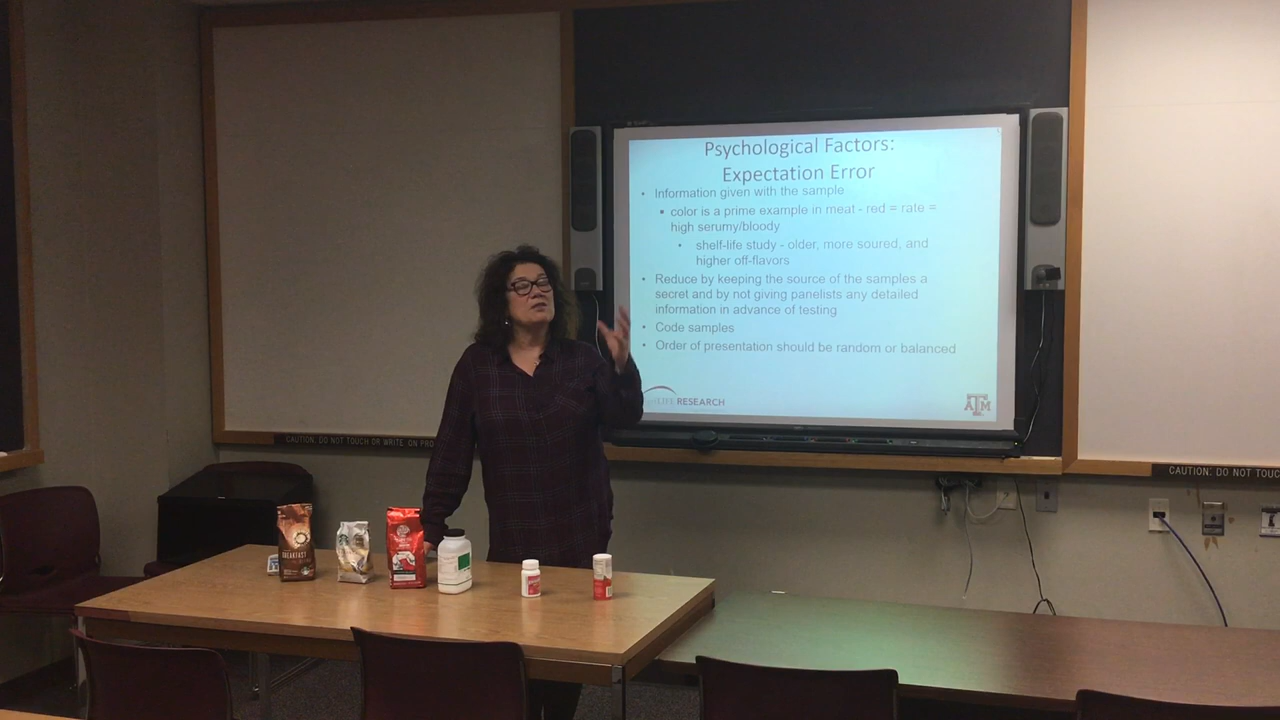 Psychological Factors:
Expectation Error
• Information given with the sample
▪ color is a prime example in meat - red = rate =
high serumy/bloody
• shelf-life study - older, more soured, and
higher off-flavors
• Reduce by keeping the source of the samples a
secret and by not giving panelists any detailed
information in advance of testing
• Code samples
• Order of presentation should be random or balanced
LIFE RESEARCH
ATM
CAUTION: DO NOT TOUCH OR WRITE ON PRO
CAUTION: DO NOT TOUC
BREAKFAST